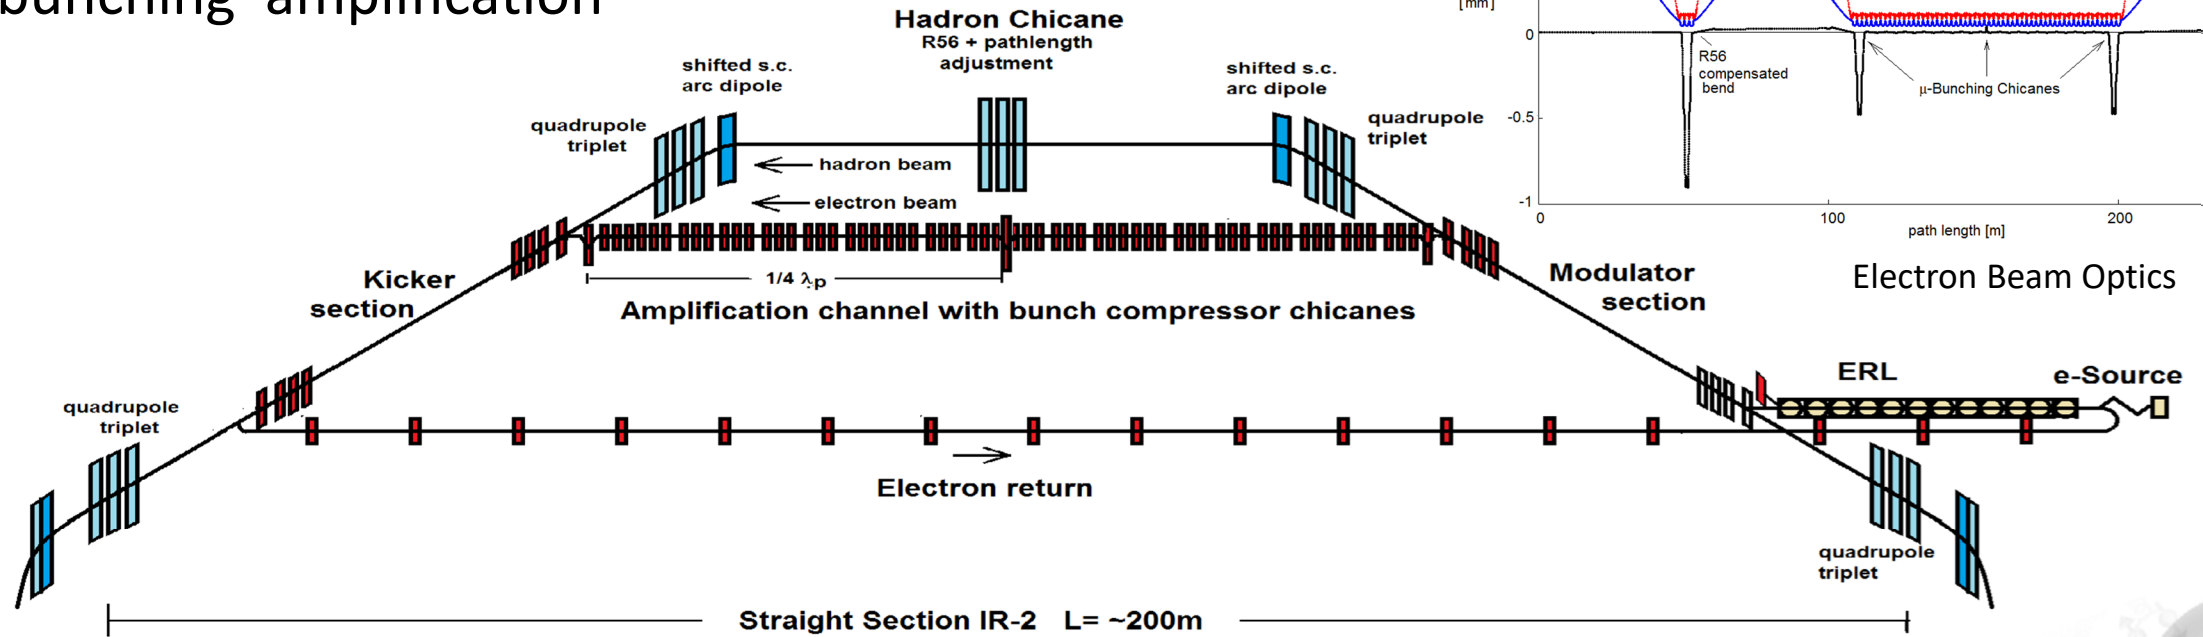 bunching amplification
Hadron Chicane
R56 + pathlength
adjustment
shifted s.c.
arc dipole
shifted s.c.
arc dipole
quadrupole
triplet
quadrupole
triplet
hadron beam
electron beam
Kicker
section
1/4 λp
Amplification channel with bunch compressor chicanes
Modulator
section
[mm]
0
-0.5
-1
R56
compensated
bend
μ-Bunching Chicanes
0
100
200
path length [m]
Electron Beam Optics
ERL
e-Source
quadrupole
triplet
Electron return
quadrupole
triplet
Straight Section IR-2 L= ~200m